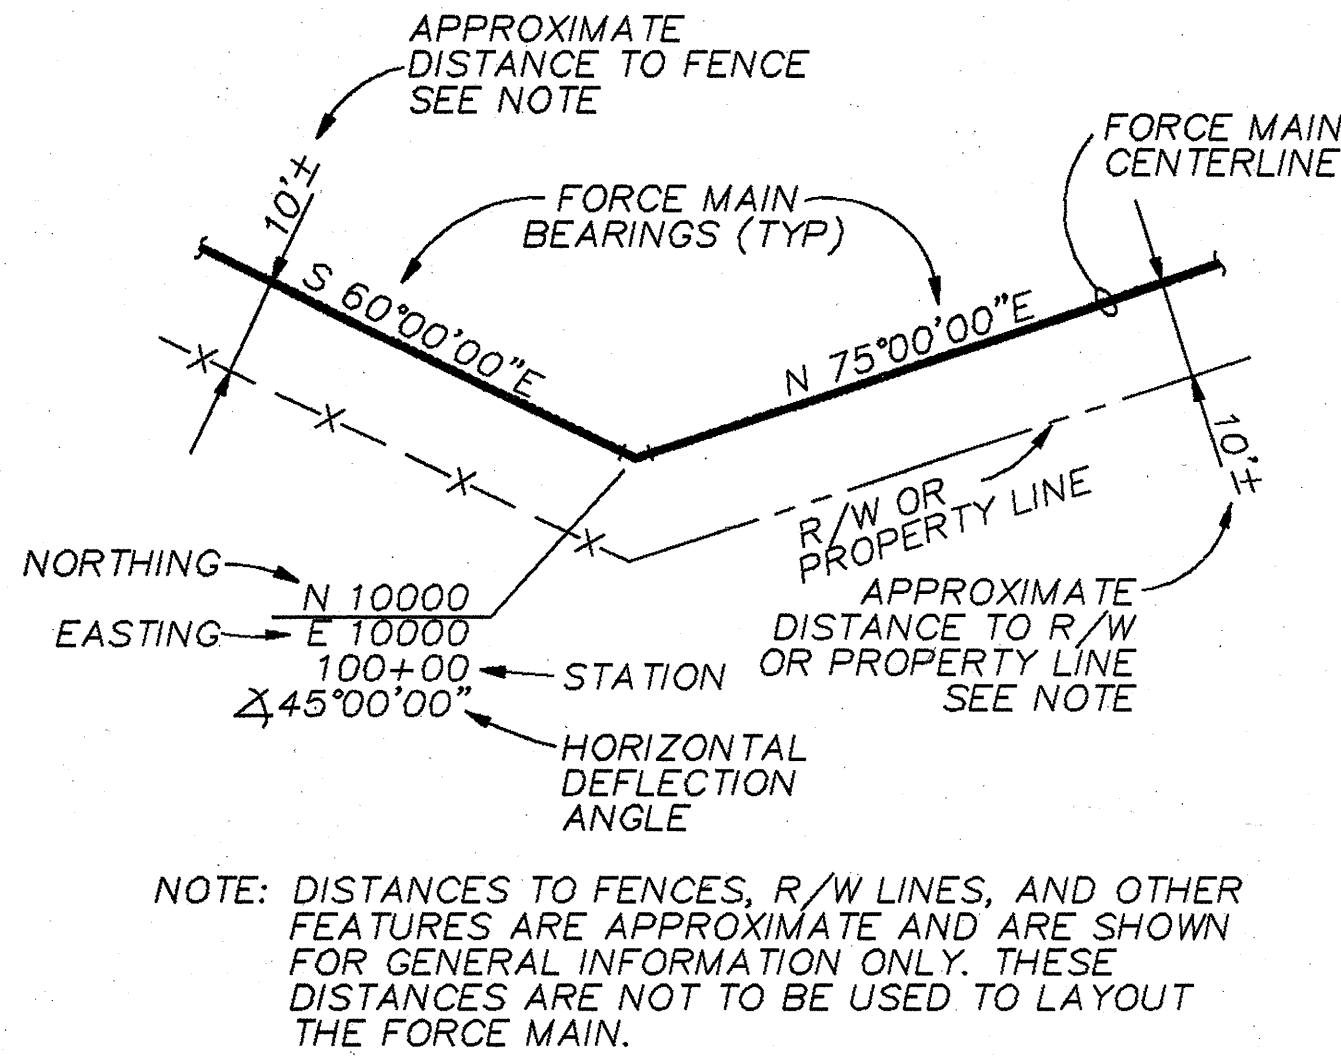 APPROXIMATE
DISTANCE TO FENCE
SEE NOTE
FORCE MAIN
CENTERLINE
10'±
FORCE MAIN
BEARINGS (TYP)
S 60°00'00"E
N 75°00'00"E
X
X
X
X
10'±
R/W OR
PROPERTY LINE
NORTHING
N 10000
EASTING
E 10000
100+00
STATION
∡45°00'00"
HORIZONTAL
DEFLECTION
ANGLE
APPROXIMATE
DISTANCE TO R/W
OR PROPERTY LINE
SEE NOTE
NOTE: DISTANCES TO FENCES, R/W LINES, AND OTHER
FEATURES ARE APPROXIMATE AND ARE SHOWN
FOR GENERAL INFORMATION ONLY. THESE
DISTANCES ARE NOT TO BE USED TO LAYOUT
THE FORCE MAIN.